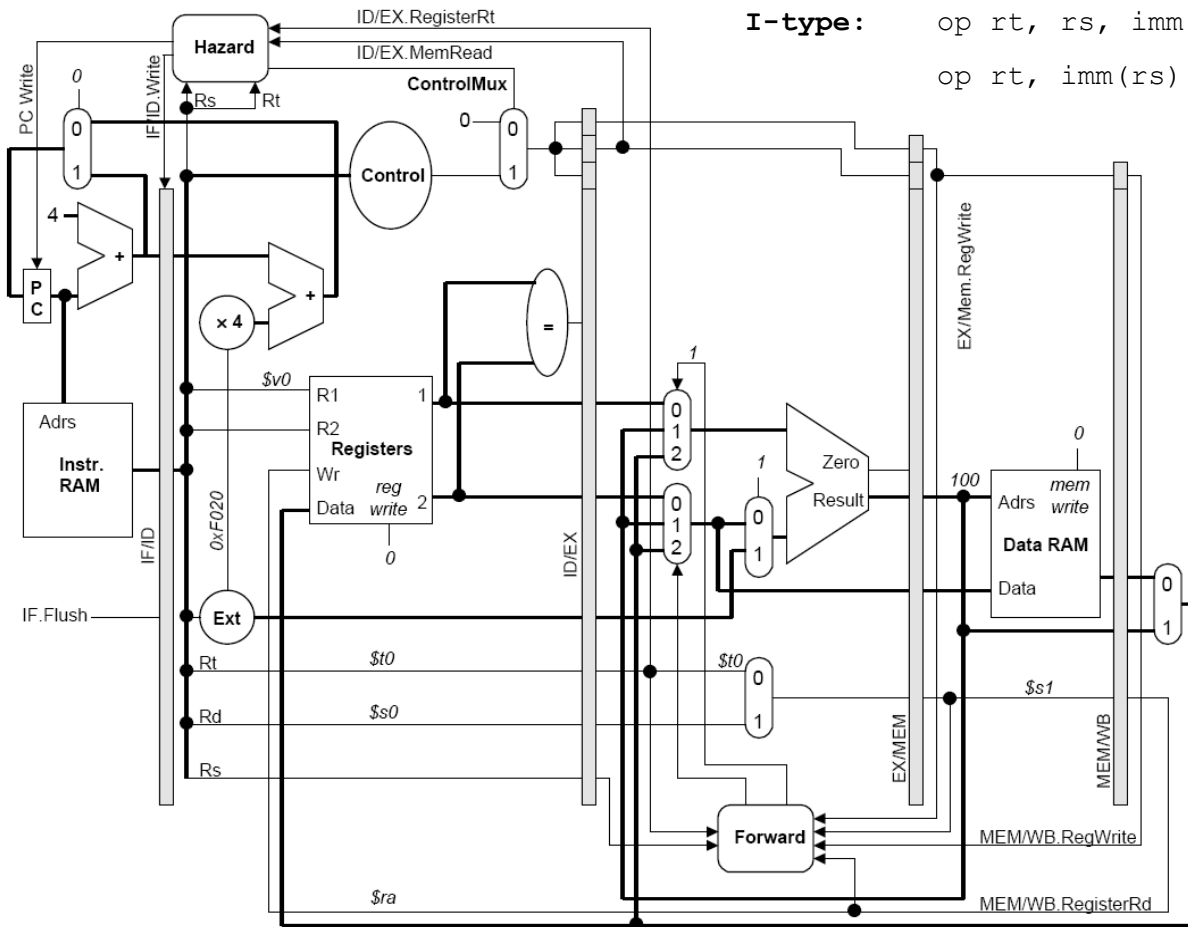 I-type: op rt, rs, imm
op rt, imm(rs)
ID/EX.RegisterRt
Hazard
ID/EX.MemRead
ControlMux
PC Write
IF/ID.Write
Rs
Rt
0
0
1
0
0
1
Control
4
+
P
C
× 4
+
=
EX/Mem.RegWrite
$v0
R1
1
R2
Registers
Wr
Data
reg
write
2
0
Adrs
Instr.
RAM
0xF020
IF/ID
ID/EX
1
0
1
2
0
1
2
1
0
1
Zero
Result
100
0
Adrs
mem
write
Data RAM
Data
0
1
IF.Flush
Ext
Rt
$t0
$t0
0
1
Rd
$s0
$s1
Rs
EX/MEM
MEM/WB
Forward
MEM/WB.RegWrite
$ra
MEM/WB.RegisterRd